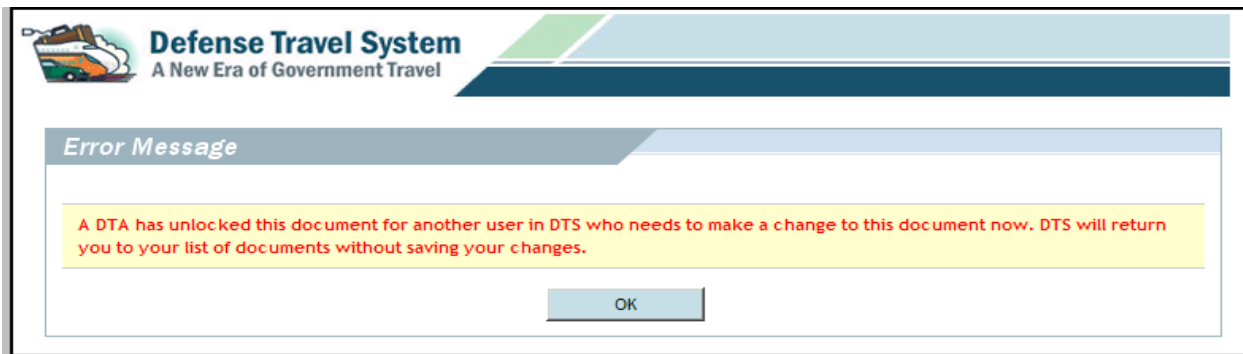 Defense Travel System
A New Era of Government Travel
Error Message
A DTA has unlocked this document for another user in DTS who needs to make a change to this document now. DTS will return
you to your list of documents without saving your changes.
OK